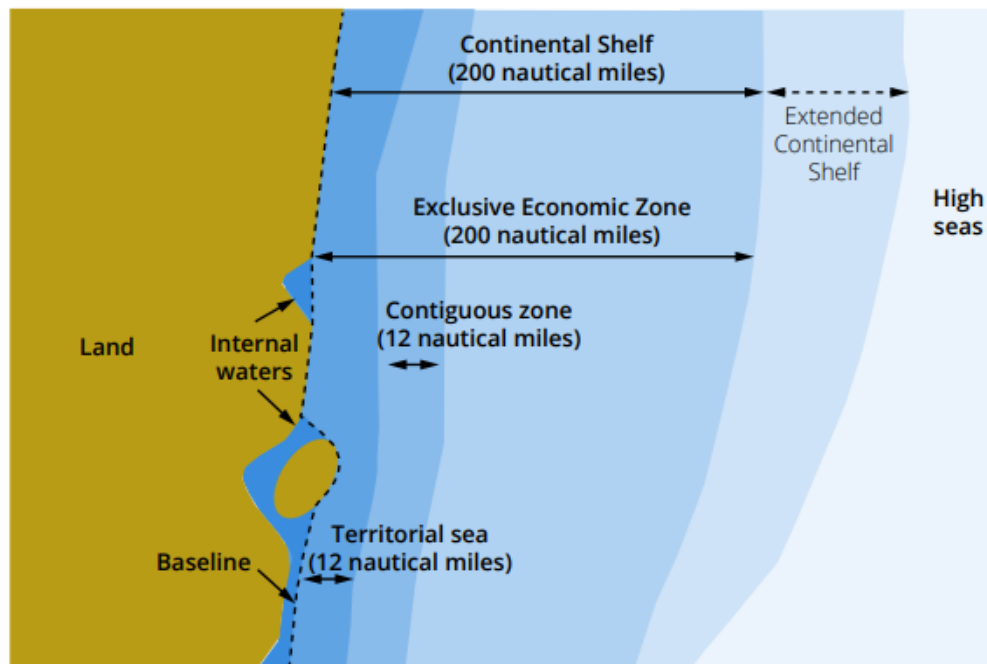 Continental Shelf
(200 nautical miles)
Extended
Continental
Shelf
High
seas
Exclusive Economic Zone
(200 nautical miles)
Contiguous zone
(12 nautical miles)
Land
Internal
waters
Territorial sea
(12 nautical miles)
Baseline